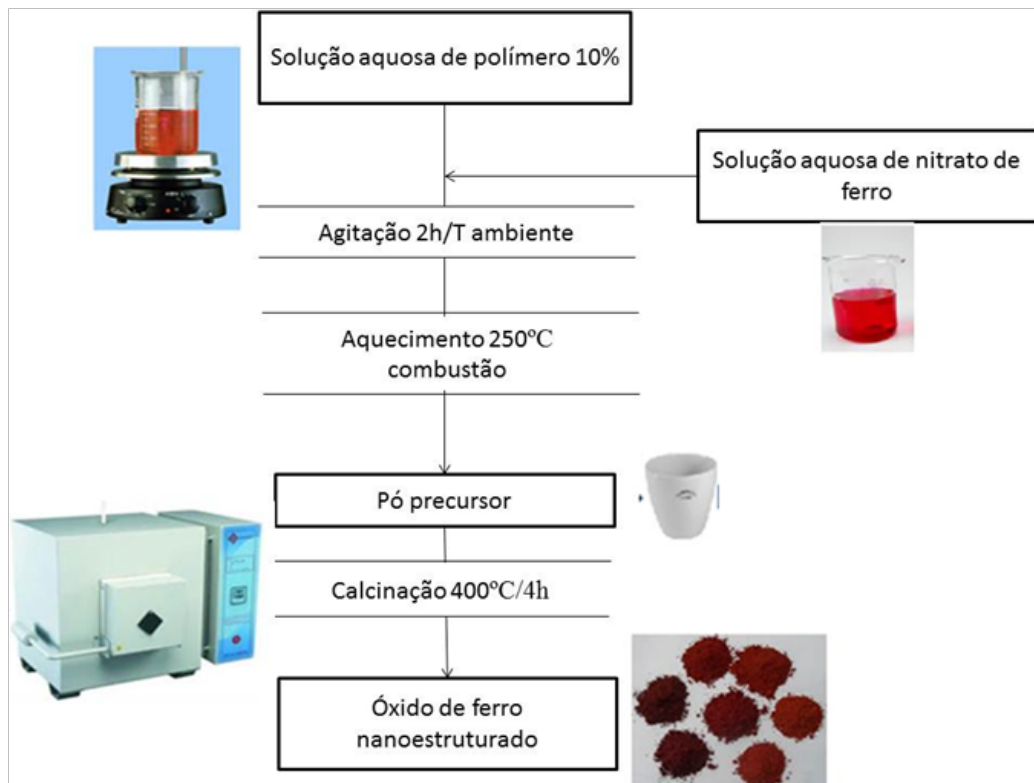 Solução aquosa de polímero 10%
Solução aquosa de nitrato de
ferro
Agitação 2h/T ambiente
Aquecimento 250ºC
combustão
Pó precursor
Calcinação 400ºC/4h
Óxido de ferro
nanoestruturado